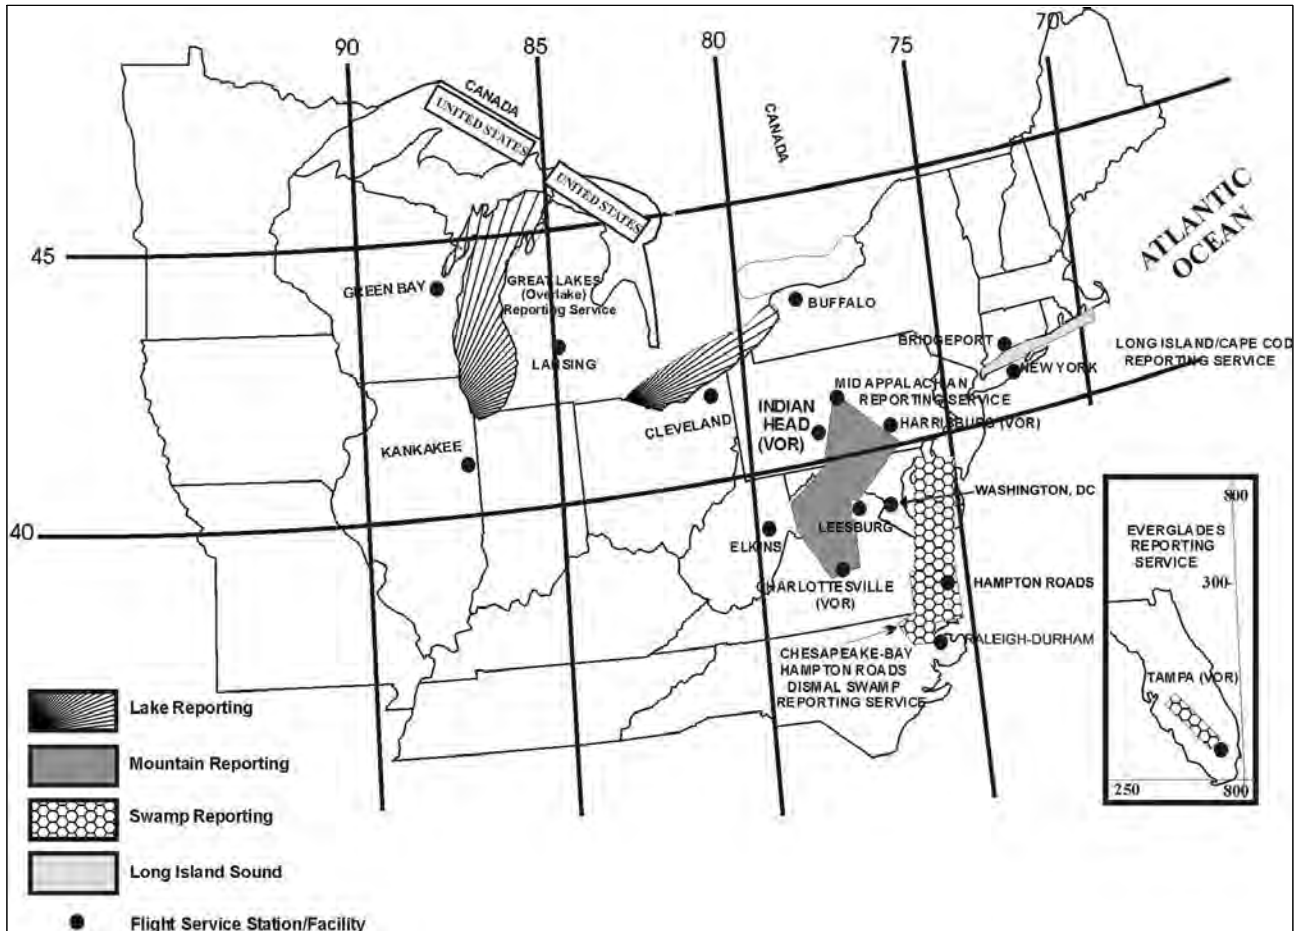 90
85
80
75
70
CANADA
UNITED STATES
CANADA
UNITED STATES
ATLANTIC
OCEAN
45
GREEN BAY
GREAT LAKES
(Overlake)
Reporting Service
BUFFALO
LANSING
BRIDGEPORT
LONG ISLAND/CAPE COD
REPORTING SERVICE
NEW YORK
MID APPALACHIAN
REPORTING SERVICE
INDIAN
HEAD
(VOR)
HARRISBURG (VOR)
CLEVELAND
KANKAKEE
WASHINGTON, DC
40
LEESBURG
ELKINS
CHARLOTTESVILLE
(VOR)
HAMPTON ROADS
RALEIGH-DURHAM
CHESAPEAKE-BAY
HAMPTON ROADS
DISMAL SWAMP
REPORTING SERVICE
800
EVERGLADES
REPORTING
SERVICE
300
TAMPA (VOR)
250
800
Lake Reporting
Mountain Reporting
Swamp Reporting
Long Island Sound
Flight Service Station/Facility